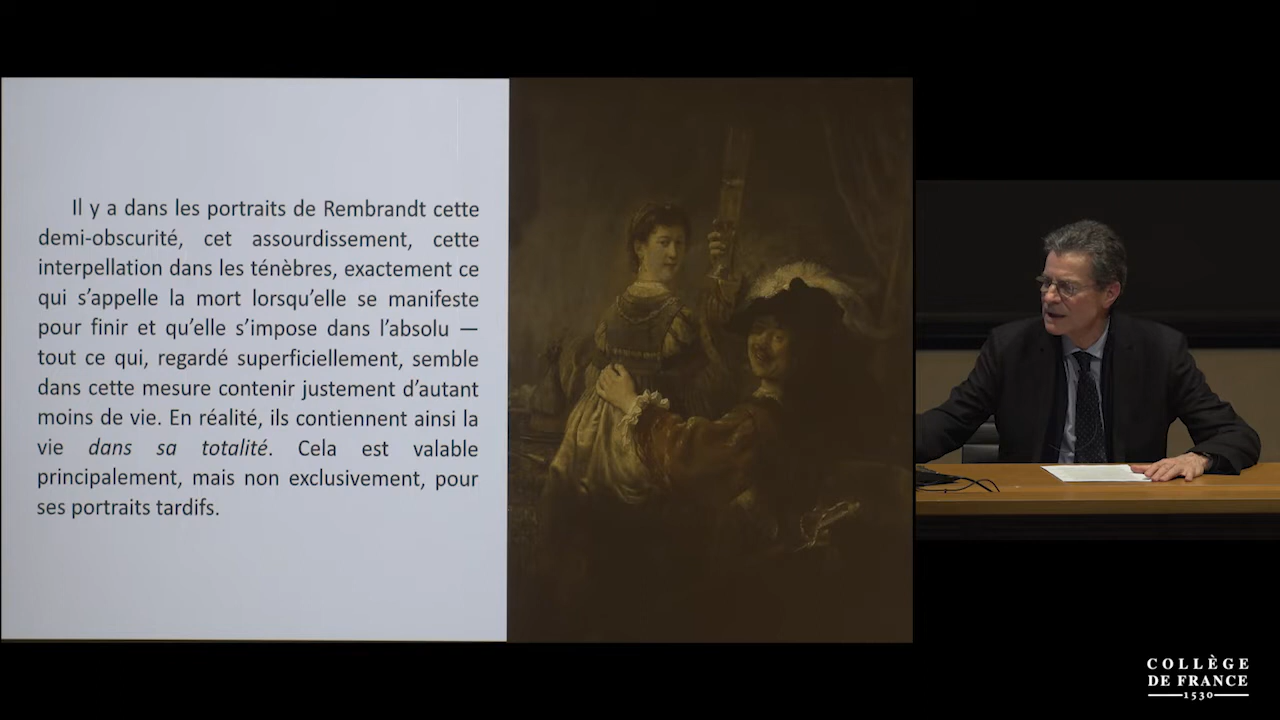 Il y a dans les portraits de Rembrandt cette
demi-obscurité, cet assourdissement, cette
interpellation dans les ténèbres, exactement ce
qui s'appelle la mort lorsqu'elle se manifeste
pour finir et qu'elle s'impose dans l'absolu —
tout ce qui, regardé superficiellement, semble
dans cette mesure contenir justement d'autant
moins de vie. En réalité, ils contiennent ainsi la
vie dans sa totalité. Cela est valable
principalement, mais non exclusivement, pour
ses portraits tardifs.
COLLÈGE
DE FRANCE
1530